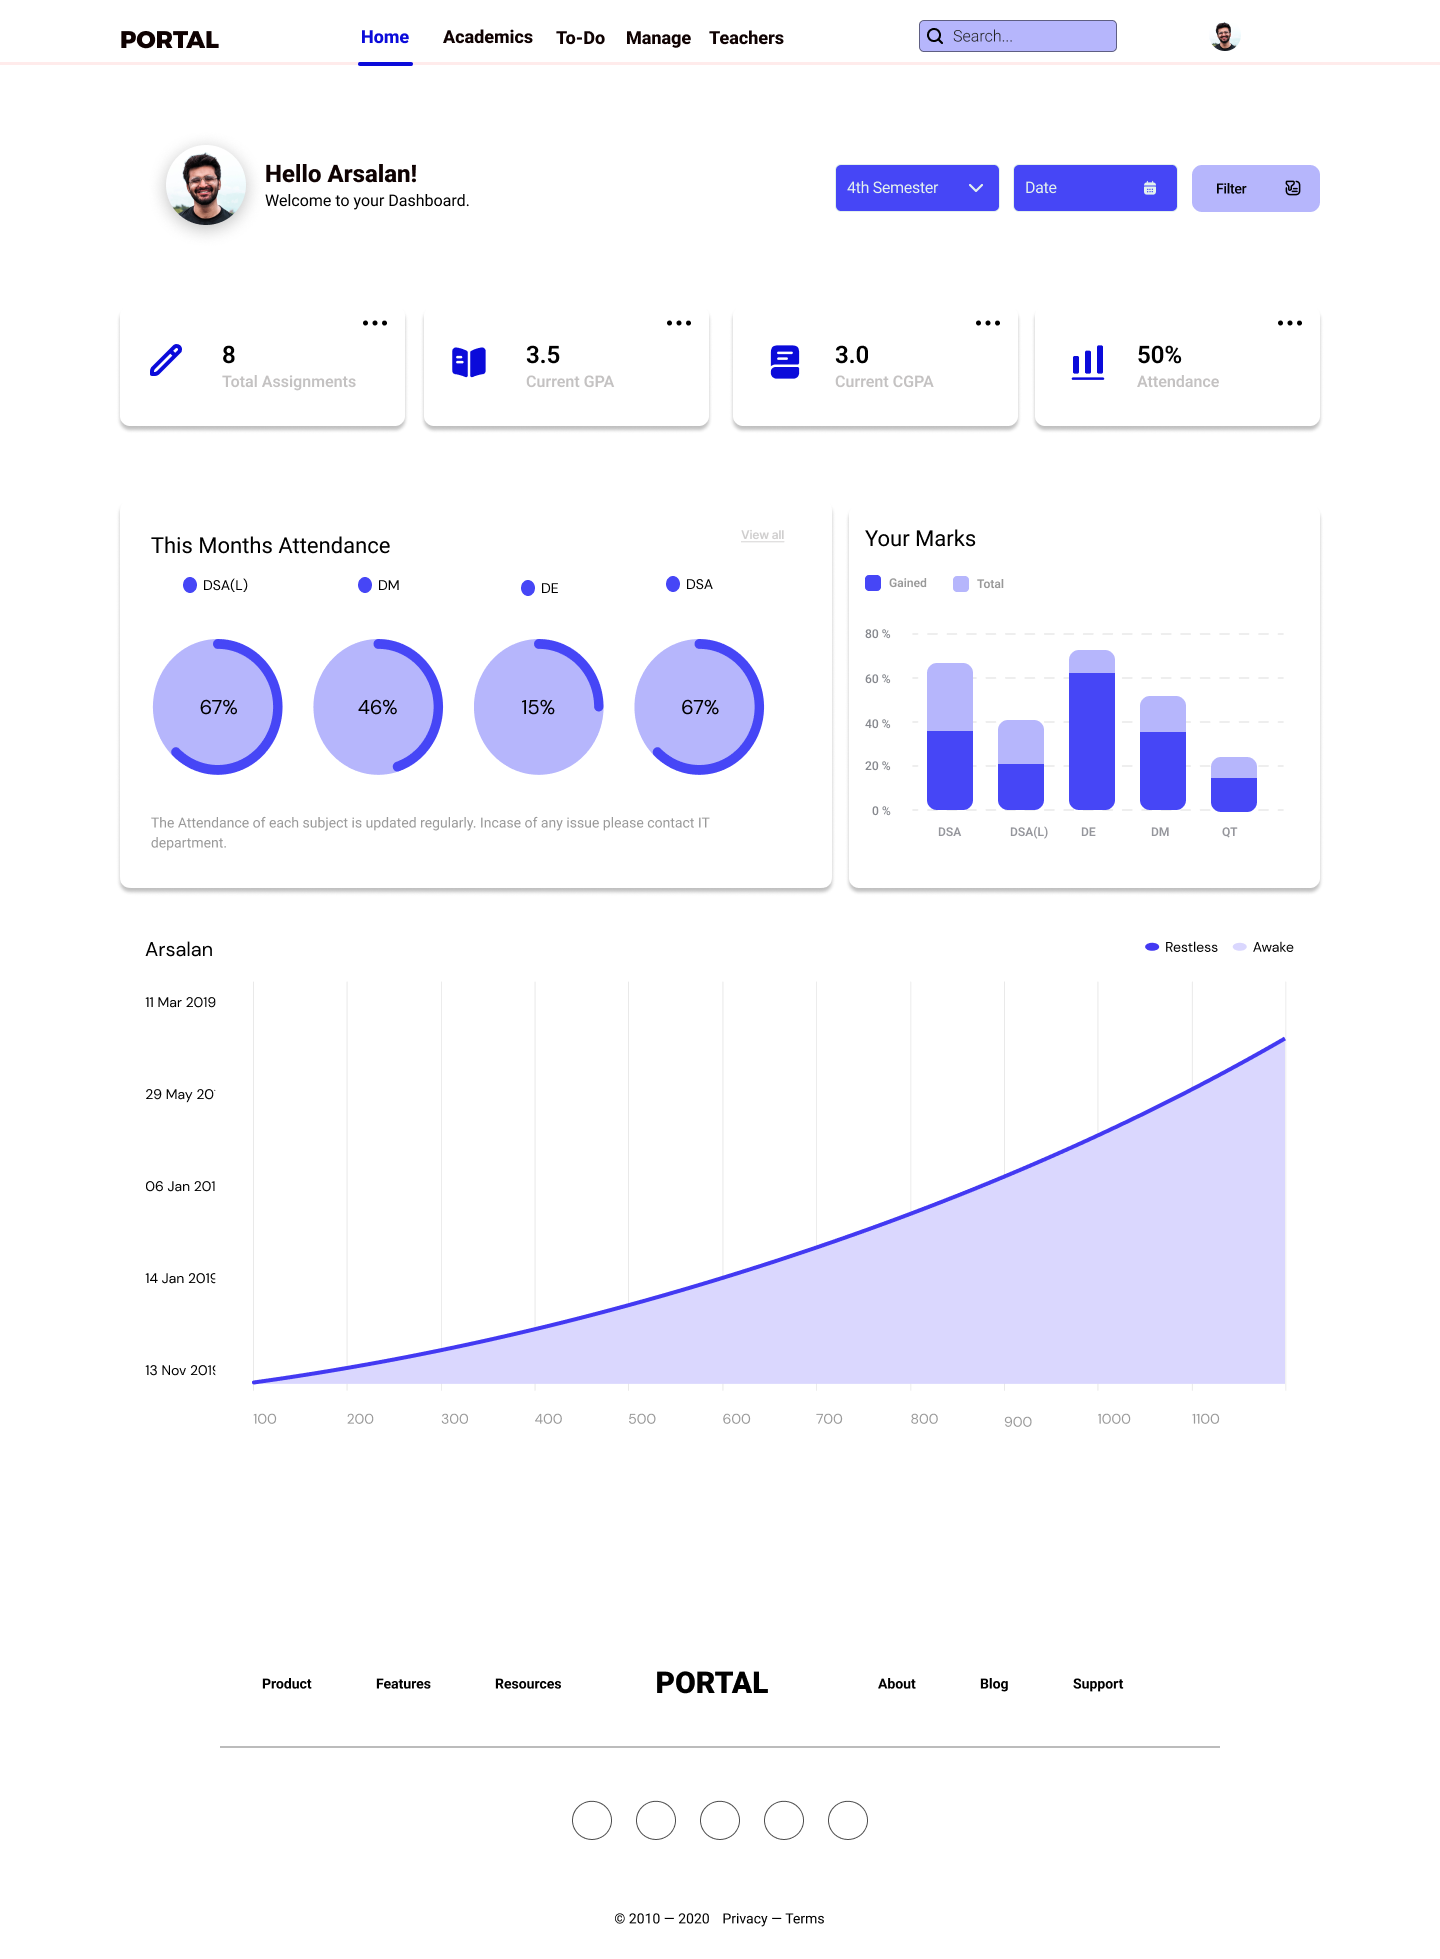 PORTAL
Home
Academics
To-Do
Manage
Teachers
Search...
Hello Arsalan!
Welcome to your Dashboard.
4th Semester
Date
Filter
8
Total Assignments
3.5
Current GPA
3.0
Current CGPA
50%
Attendance
This Months Attendance
View all
DSA(L)
DM
DE
DSA
67%
46%
15%
67%
The Attendance of each subject is updated regularly. Incase of any issue please contact IT
department.
Your Marks
Gained
Total
80 %
60 %
40 %
20 %
0 %
DSA
DSA(L)
DE
DM
QT
Arsalan
Restless
Awake
11 Mar 2019
29 May 201
06 Jan 201
14 Jan 2019
13 Nov 2019
100
200
300
400
500
600
700
800
900
1000
1100
Product
Features
Resources
PORTAL
About
Blog
Support
© 2010 — 2020
Privacy — Terms